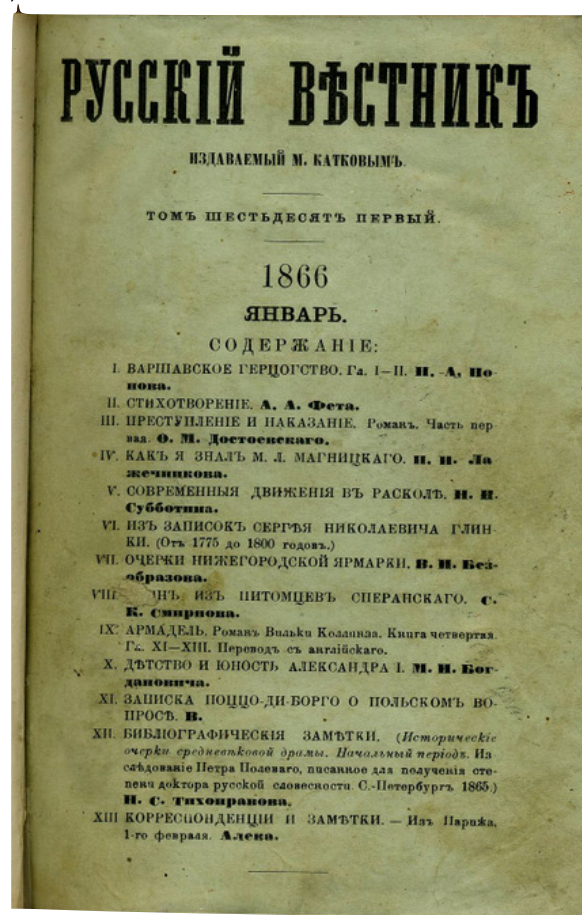 РУССКІЙ ВѢСТНИКЪ
ИЗДАВАЕМЫЙ М. КАТКОВЫМЪ.
ТОМЪ ШЕСТЬДЕСЯТЪ ПЕРВЫЙ.
1866
ЯНВАРЬ.
СОДЕРЖАНІЕ:
I. ВАРШАВСКОЕ ГЕРЦОГСТВО. Гл. I—II. Н. А. По-
пова.
II. СТИХОТВОРЕНІЕ. А. А. Фета.
III. ПРЕСТУПЛЕНІЕ И НАКАЗАНІЕ. Романъ. Часть пер
вая. Ѳ. М. Достоевскаго.
IV. КАКЪ Я ЗНАЛЪ М. Л. МАГНИЦКАГО. И. И. Ла
жечникова.
V. СОВРЕМЕННЫЯ ДВИЖЕНІЯ ВЪ РАСКОЛѢ. Н. И.
Субботина.
VI. ИЗЪ ЗАПИСОКЪ СЕРГѢЯ НИКОЛАЕВИЧА ГЛИН-
КИ. (Отъ 1775 до 1800 годовъ.)
VII. ОЧЕРКИ НИЖЕГОРОДСКОЙ ЯРМАРКИ. В. П. Без-
образова.
VIII. ИЗЪ ПИТОМЦЕВЪ СПЕРАНСКАГО. С.
К. Смирнова.
IX. АРМАДЕЛЬ. Романъ Вильки Коллинза. Книга четвертая.
Гл. XI—XIII. Переводъ съ англійскаго.
X. ДѢТСТВО И ЮНОСТЬ АЛЕКСАНДРА I. М. И. Бог-
дановича.
XI. ЗАПИСКА ПОЦЦО-ДИ-БОРГО О ПОЛЬСКОМЪ ВО-
ПРОСѢ. В.
XII. БИБЛІОГРАФИЧЕСКІЯ ЗАМѢТКИ. (Историческіе
очерки средневѣковой драмы. Начальный періодъ. Из
слѣдованіе Петра Полеваго, писанное для полученія сте-
пени доктора русской словесности. С.-Петербургъ 1865.)
Н. С. Тихонравова.
XIII КОРРЕСПОНДЕНЦІИ И ЗАМѢТКИ. — Изъ Парижа,
1-го февраля. Алека.